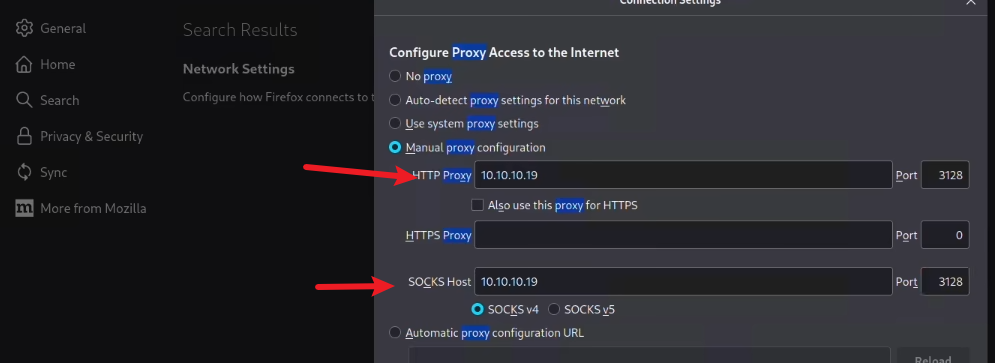 Connection Settings
General
Search Results
Home
Network Settings
Configure Proxy Access to the Internet
No proxy
Search
Configure how Firefox connects to t
Auto-detect proxy settings for this network
Use system proxy settings
Privacy & Security
Manual proxy configuration
Sync
HTTP Proxy 10.10.10.19 Port 3128
More from Mozilla
Also use this proxy for HTTPS
HTTPS Proxy Port 0
SOCKS Host 10.10.10.19 Port 3128
SOCKS v4 SOCKS v5
Automatic proxy configuration URL
Reload